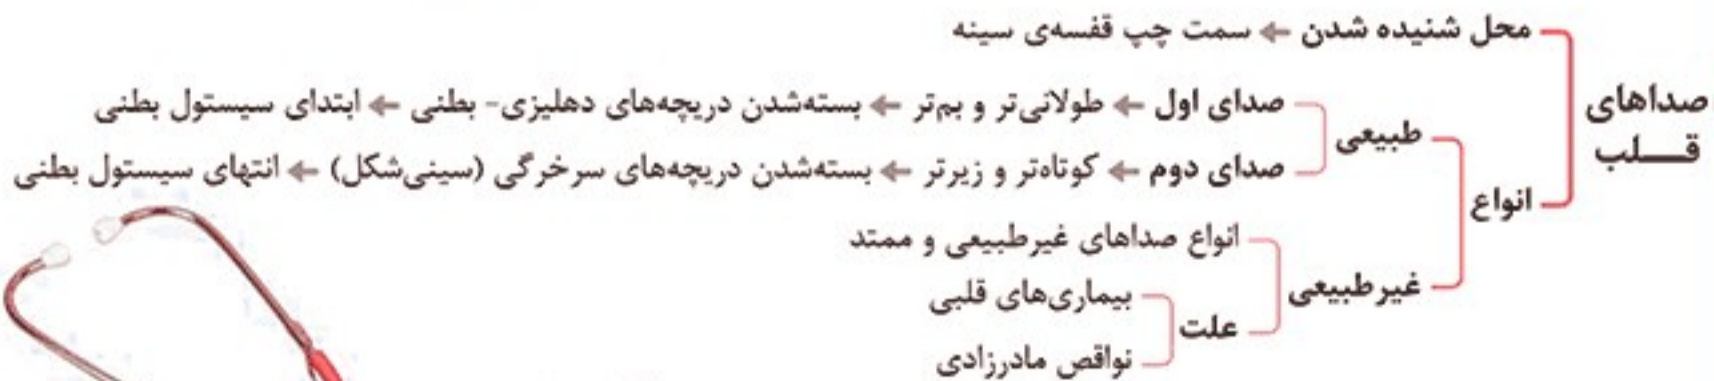 صداهای
قـــلب
محل شنیده شدن ← سمت چپ قفسه‌ی سینه
انواع
طبیعی
صدای اول ← طولانی‌تر و بم‌تر ← بسته‌شدن دریچه‌های دهلیزی- بطنی ← ابتدای سیستول بطنی
صدای دوم ← کوتاه‌تر و زیرتر ← بسته‌شدن دریچه‌های سرخرگی (سینی‌شکل) ← انتهای سیستول بطنی
غیرطبیعی
انواع صداهای غیرطبیعی و ممتد
علت
بیماری‌های قلبی
نواقص مادرزادی